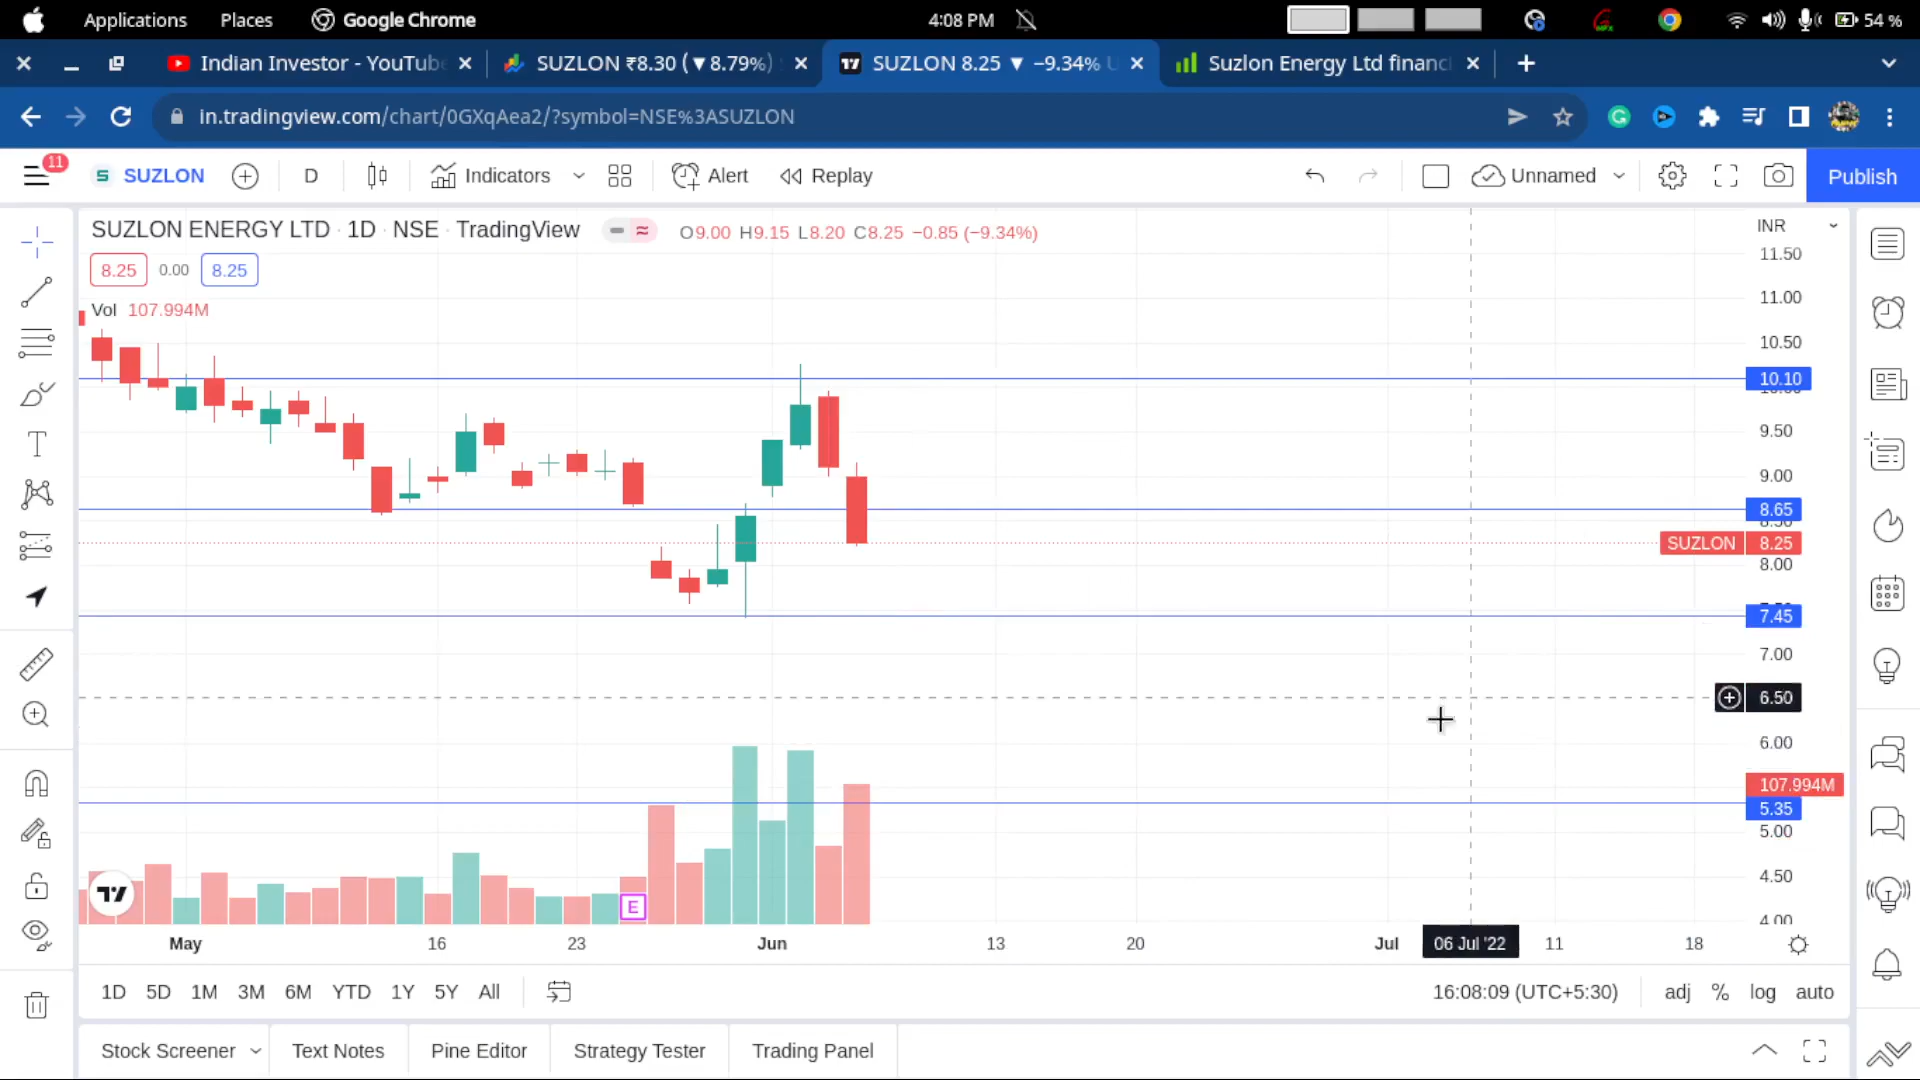 Applications Places Google Chrome 4:08 PM 54 %
Indian Investor - YouTube SUZLON ₹8.30 (▼8.79%) SUZLON 8.25 ▼ −9.34% U Suzlon Energy Ltd financ
in.tradingview.com/chart/0GXqAea2/?symbol=NSE%3ASUZLON
11 S SUZLON D Indicators Alert Replay Unnamed Publish
SUZLON ENERGY LTD · 1D · NSE · TradingView O9.00 H9.15 L8.20 C8.25 −0.85 (−9.34%) INR
8.25 0.00 8.25
Vol 107.994M
11.50
11.00
10.50
10.10
9.50
9.00
8.65
SUZLON 8.25
8.00
7.45
7.00
6.50
6.00
107.994M
5.35
5.00
4.50
4.00
E
May 16 23 Jun 13 20 Jul 06 Jul '22 11 18
1D 5D 1M 3M 6M YTD 1Y 5Y All 16:08:09 (UTC+5:30) adj % log auto
Stock Screener Text Notes Pine Editor Strategy Tester Trading Panel